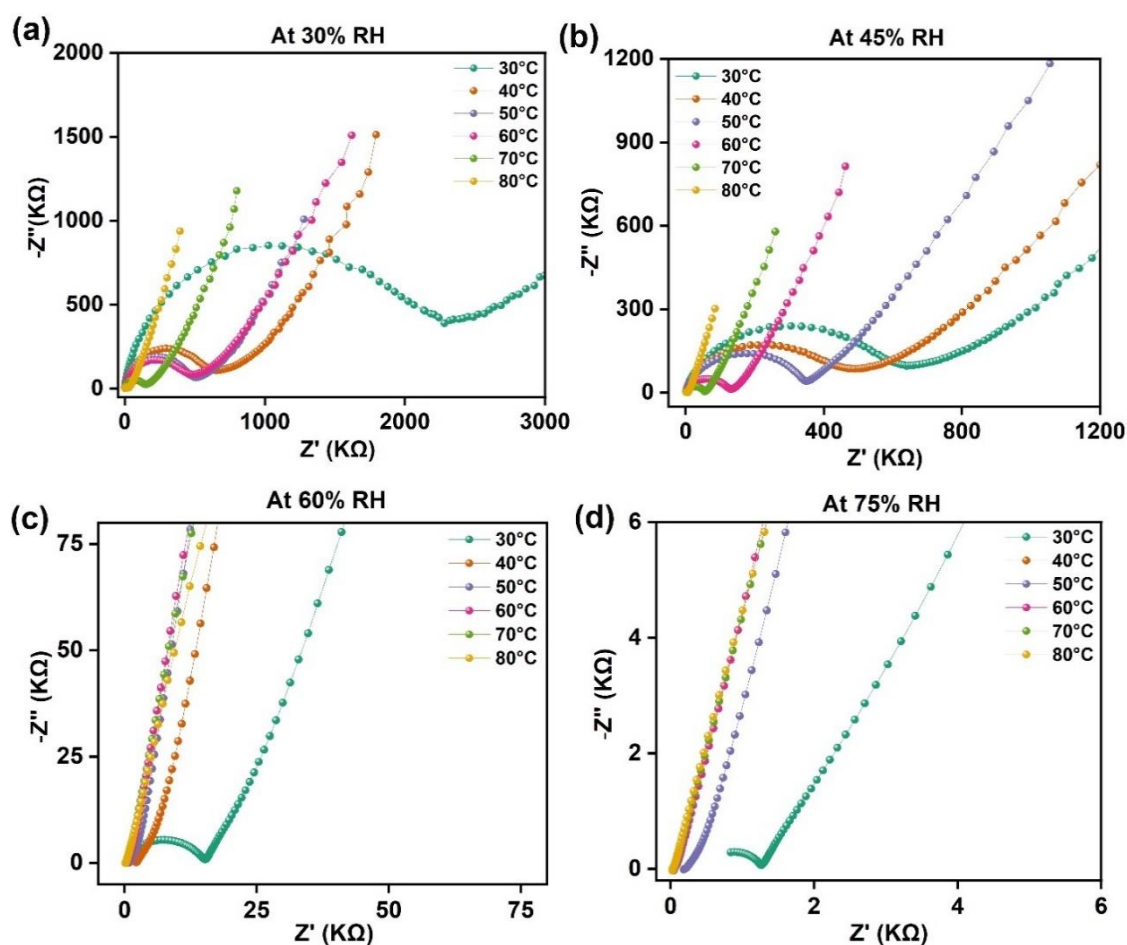 (a)
At 30% RH
2000
1500
1000
500
0
-Z''(KΩ)
30°C
40°C
50°C
60°C
70°C
80°C
0
1000
2000
3000
Z' (KΩ)
(b)
At 45% RH
1200
900
600
300
0
-Z'' (KΩ)
30°C
40°C
50°C
60°C
70°C
80°C
0
400
800
1200
Z' (KΩ)
(c)
At 60% RH
75
50
25
0
-Z'' (KΩ)
30°C
40°C
50°C
60°C
70°C
80°C
0
25
50
75
Z' (KΩ)
(d)
At 75% RH
6
4
2
0
-Z'' (KΩ)
30°C
40°C
50°C
60°C
70°C
80°C
0
2
4
6
Z' (KΩ)